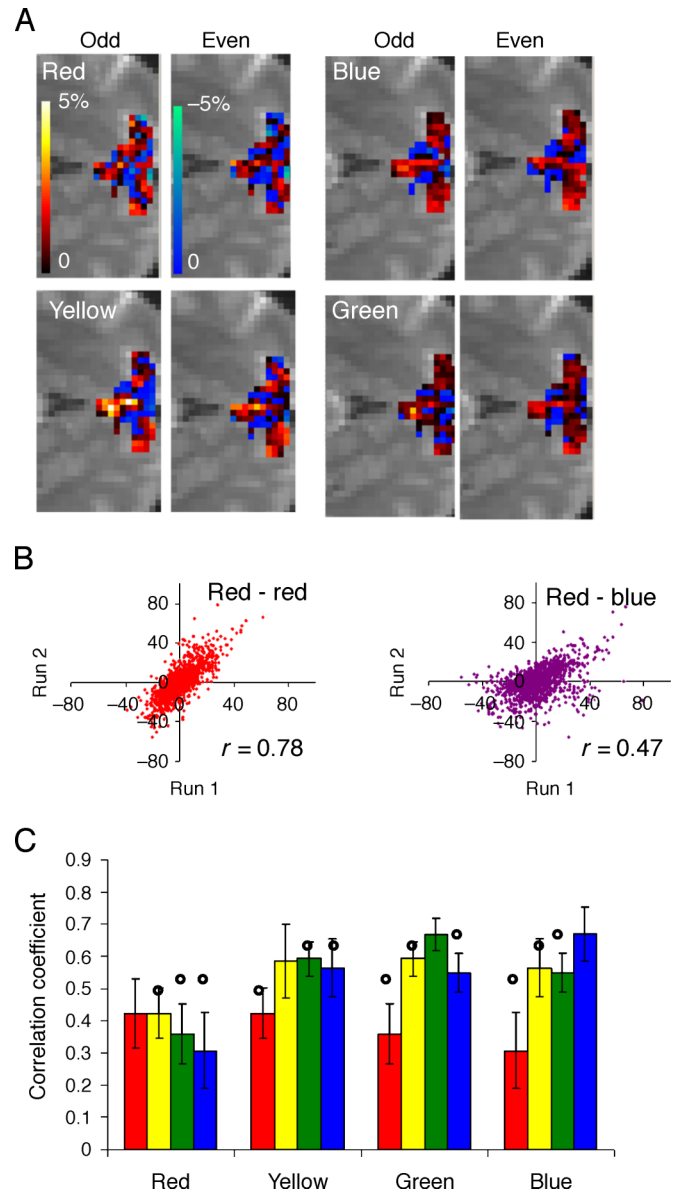 A
Odd Even Odd Even
Red Blue
5% –5%
0 0
Yellow Green
B
Red - red
80
40
0
–80 –40 0 40 80
–40
–80
Run 2
Run 1
r = 0.78
Red - blue
80
40
0
–80 –40 0 40 80
–40
–80
Run 2
Run 1
r = 0.47
C
Correlation coefficient
0.9
0.8
0.7
0.6
0.5
0.4
0.3
0.2
0.1
0
Red Yellow Green Blue